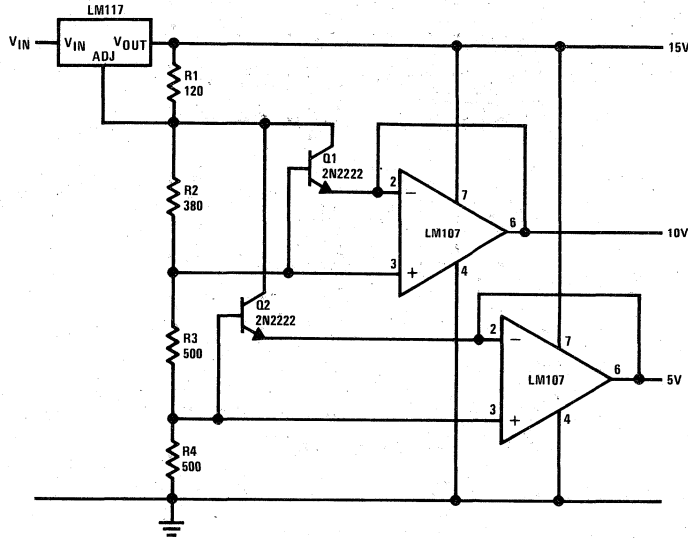 LM117
VIN
VIN VOUT
ADJ
15V
R1
120
R2
380
Q1
2N2222
2
−
7
6
LM107
10V
3
+
4
Q2
2N2222
R3
500
2
−
7
6
LM107
5V
3
+
4
R4
500